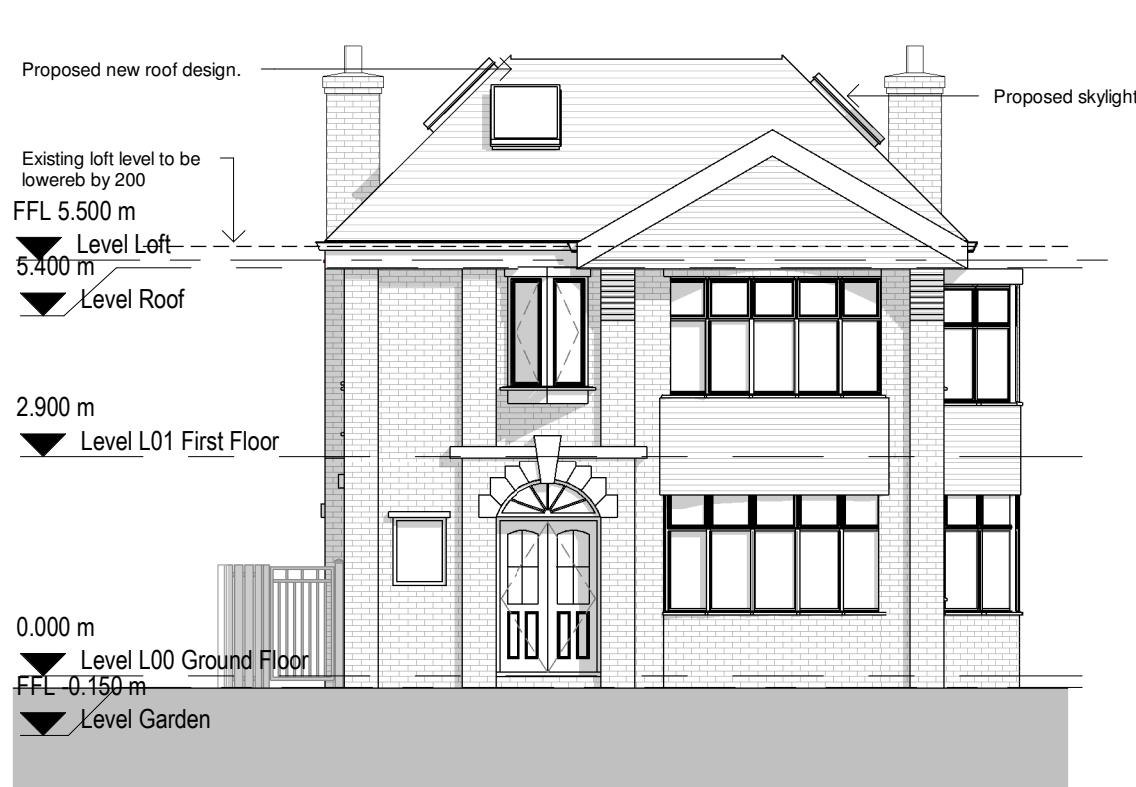 Proposed new roof design.
Proposed skylight
Existing loft level to be
lowereb by 200
FFL 5.500 m
Level Loft
5.400 m
Level Roof
2.900 m
Level L01 First Floor
0.000 m
Level L00 Ground Floor
FFL -0.150 m
Level Garden